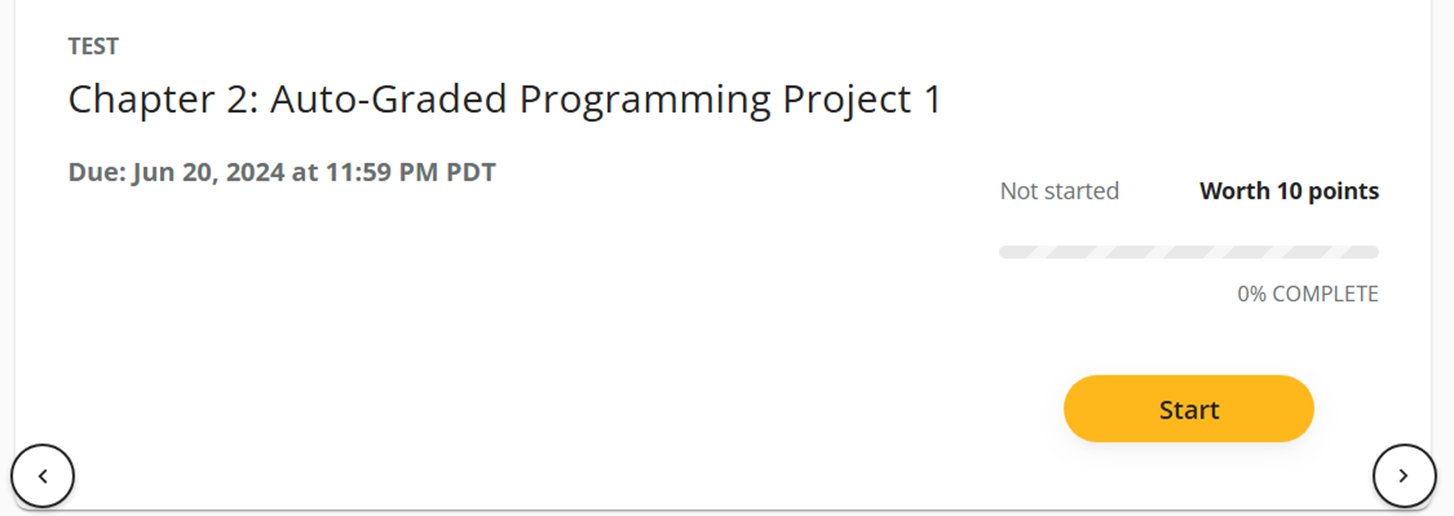 TEST
Chapter 2: Auto-Graded Programming Project 1
Due: Jun 20, 2024 at 11:59 PM PDT
Not started Worth 10 points
0% COMPLETE
Start